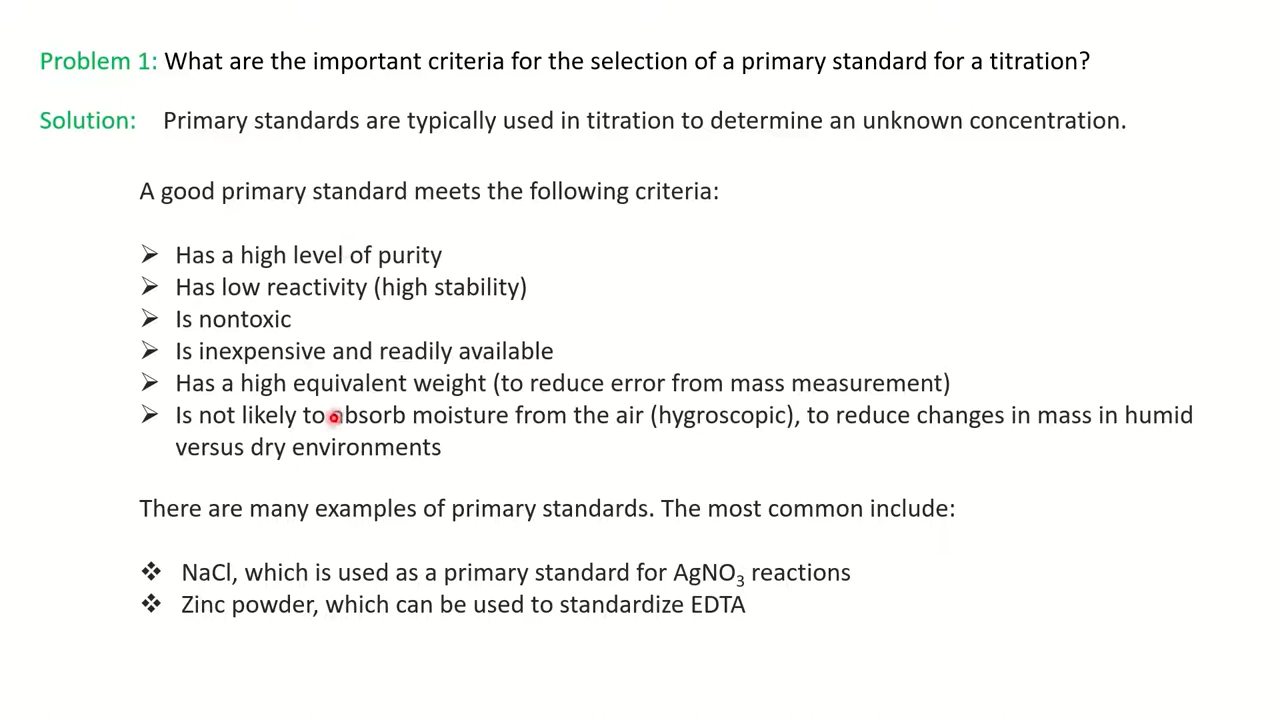 Problem 1: What are the important criteria for the selection of a primary standard for a titration?
Solution: Primary standards are typically used in titration to determine an unknown concentration.
A good primary standard meets the following criteria:
➢ Has a high level of purity
➢ Has low reactivity (high stability)
➢ Is nontoxic
➢ Is inexpensive and readily available
➢ Has a high equivalent weight (to reduce error from mass measurement)
➢ Is not likely to absorb moisture from the air (hygroscopic), to reduce changes in mass in humid
versus dry environments
There are many examples of primary standards. The most common include:
❖ NaCl, which is used as a primary standard for AgNO₃ reactions
❖ Zinc powder, which can be used to standardize EDTA